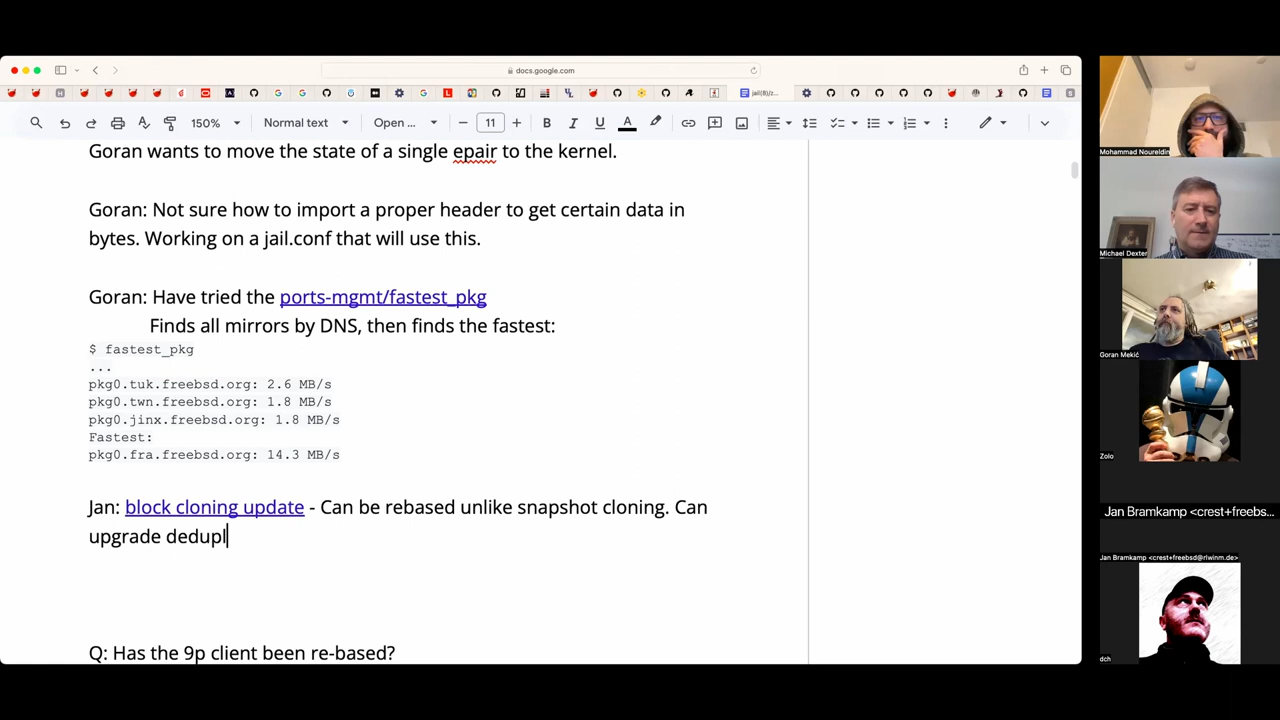 docs.google.com
jail(8)/z...
150%
Normal text
Open ...
11
Goran wants to move the state of a single epair to the kernel.
Goran: Not sure how to import a proper header to get certain data in
bytes. Working on a jail.conf that will use this.
Goran: Have tried the ports-mgmt/fastest_pkg
Finds all mirrors by DNS, then finds the fastest:
$ fastest_pkg
...
pkg0.tuk.freebsd.org: 2.6 MB/s
pkg0.twn.freebsd.org: 1.8 MB/s
pkg0.jinx.freebsd.org: 1.8 MB/s
Fastest:
pkg0.fra.freebsd.org: 14.3 MB/s
Jan: block cloning update - Can be rebased unlike snapshot cloning. Can
upgrade dedupl
Q: Has the 9p client been re-based?
Mohammad Noureldin
Michael Dexter
Goran Mekić
Zolo
Jan Bramkamp <crest+freebs...
Jan Bramkamp <crest+freebsd@rlwinm.de>
dch